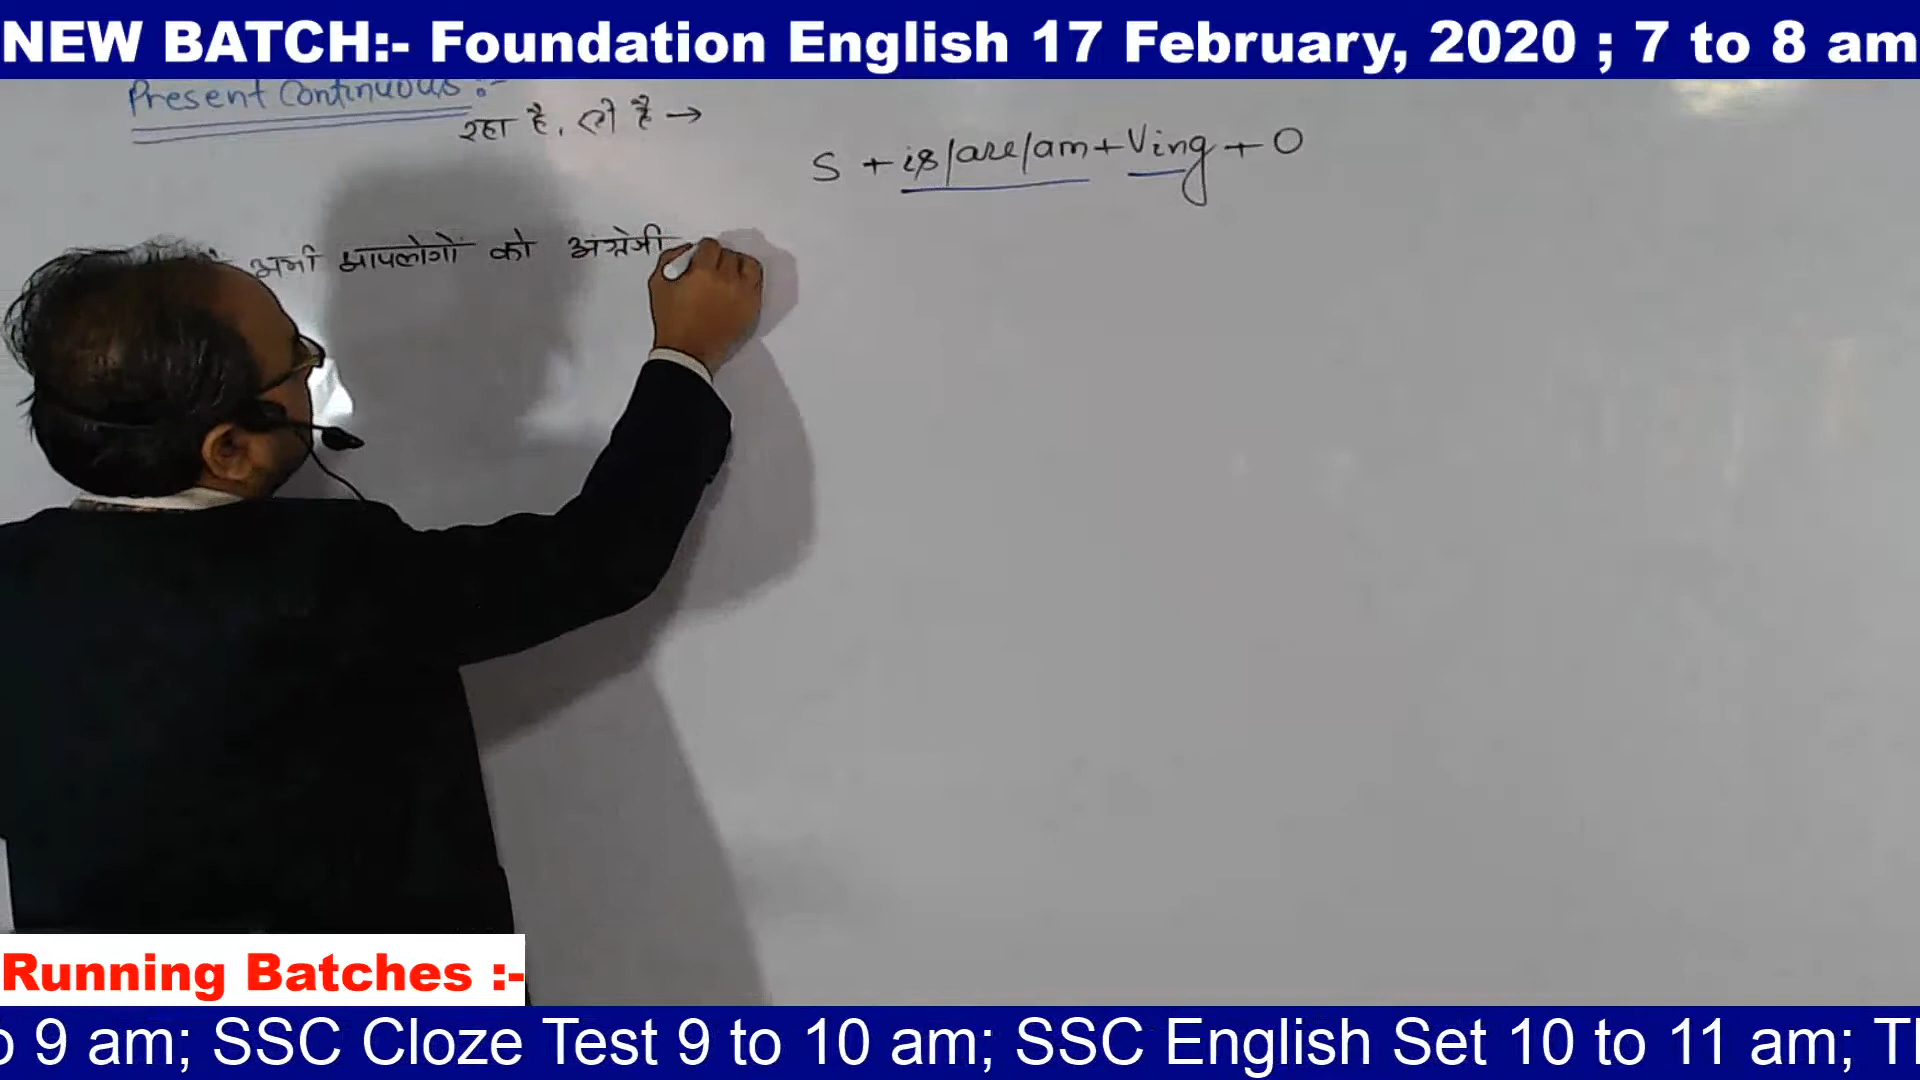 NEW BATCH:- Foundation English 17 February, 2020 ; 7 to 8 am
Present Continuous :-
रहा है, रही है →
S + is/are/am + Ving + O
अभी आपलोगों को अंग्रेजी
Running Batches :-
9 am; SSC Cloze Test 9 to 10 am; SSC English Set 10 to 11 am;